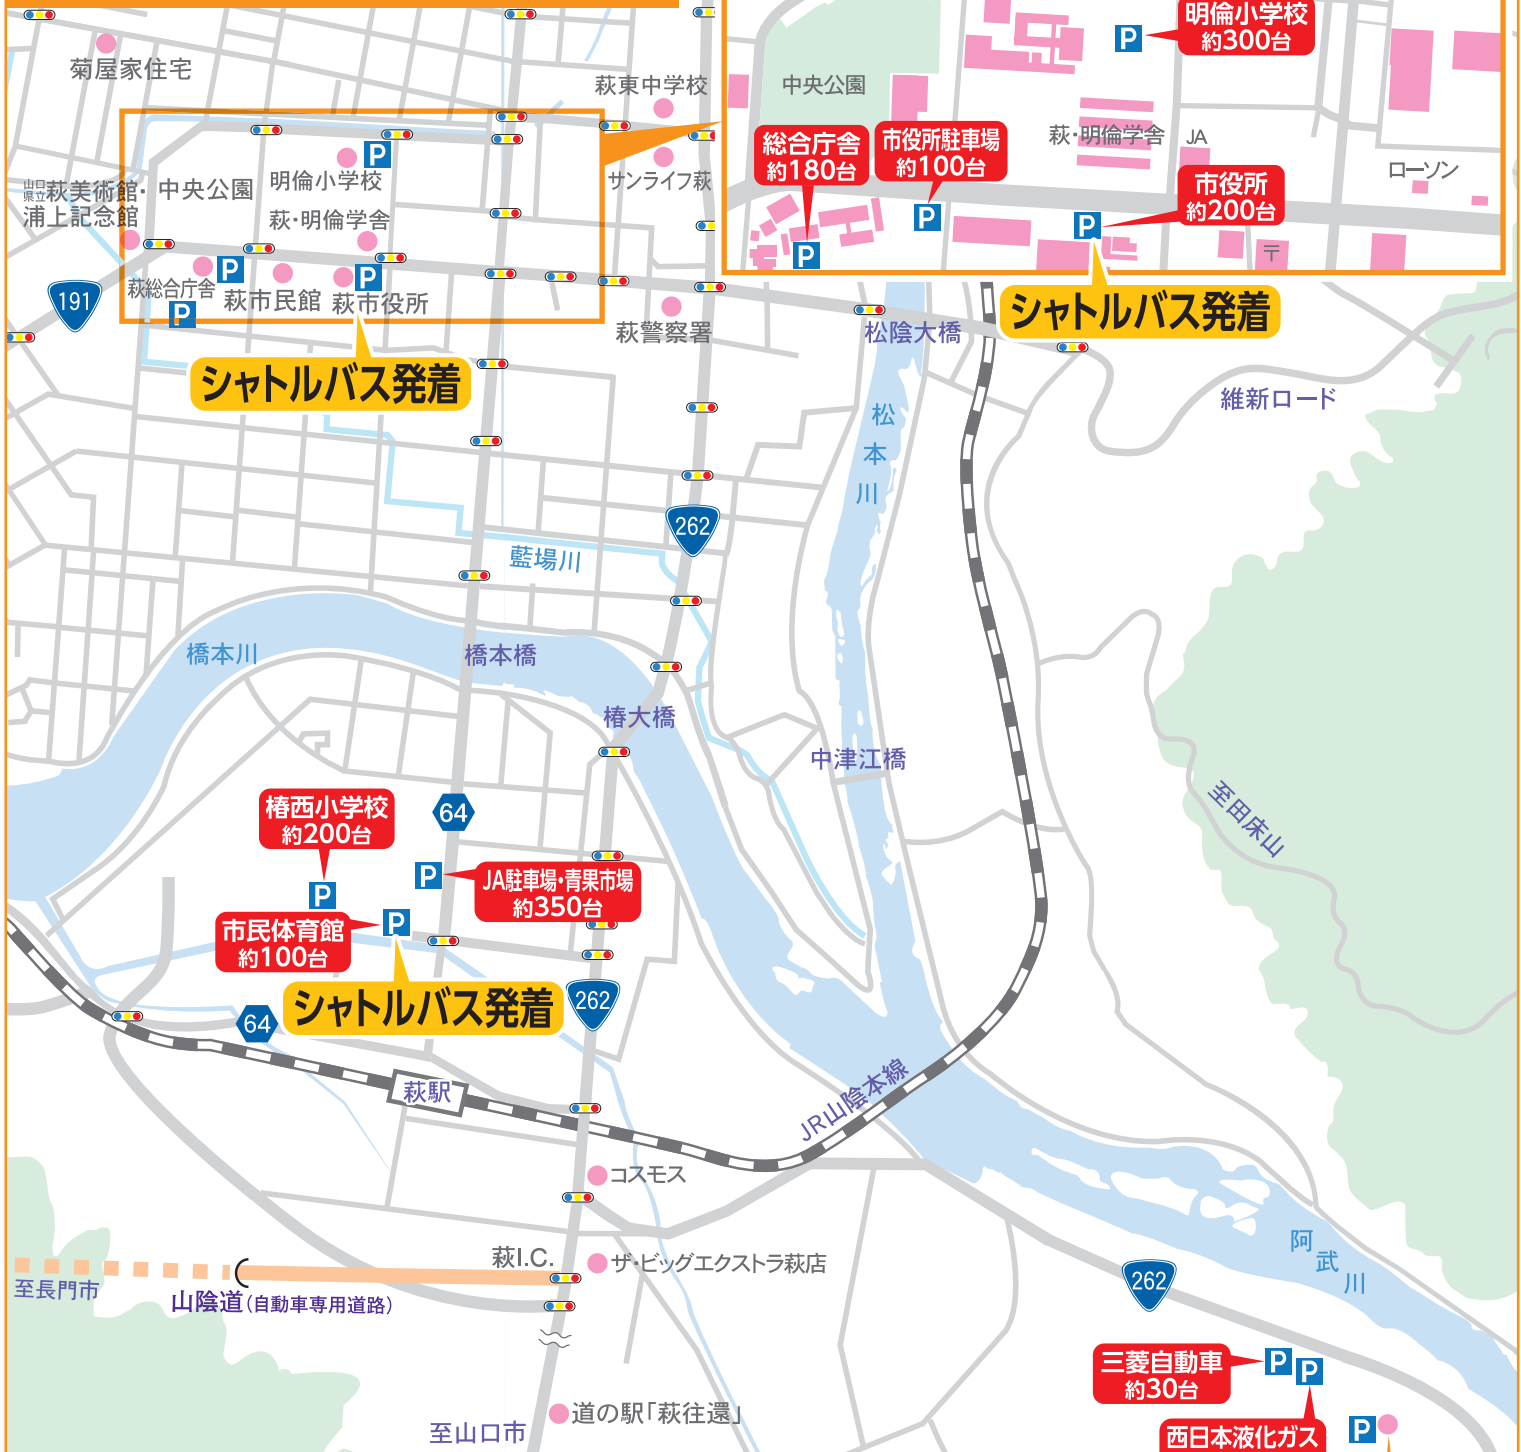 菊屋家住宅
萩東中学校
サンライフ萩
山口県立萩美術館・
浦上記念館
中央公園
明倫小学校
P
萩・明倫学舎
萩総合庁舎
P
萩市民館
萩市役所
P
P
191
萩警察署
シャトルバス発着
明倫小学校
約300台
P
中央公園
萩・明倫学舎
JA
ローソン
総合庁舎
約180台
P
市役所駐車場
約100台
P
市役所
約200台
P
〒
シャトルバス発着
松陰大橋
維新ロード
松本川
262
藍場川
橋本川
橋本橋
椿大橋
中津江橋
至田床山
64
椿西小学校
約200台
P
P
JA駐車場・青果市場
約350台
市民体育館
約100台
P
シャトルバス発着
262
64
萩駅
JR山陰本線
コスモス
萩I.C.
ザ・ビッグエクストラ萩店
至長門市
山陰道(自動車専用道路)
阿武川
262
三菱自動車
約30台
P
P
西日本液化ガス
P
道の駅「萩往還」
至山口市